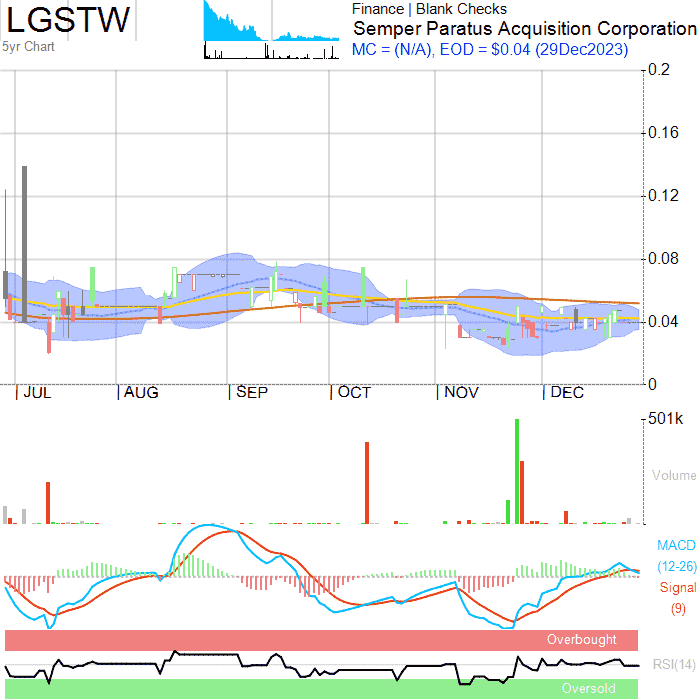 LGSTW
5yr Chart
Finance | Blank Checks
Semper Paratus Acquisition Corporation
MC = (N/A), EOD = $0.04 (29Dec2023)
0.2
0.16
0.12
0.08
0.04
0
JUL
AUG
SEP
OCT
NOV
DEC
501k
Volume
MACD
(12-26)
Signal
(9)
Overbought
RSI(14)
Oversold